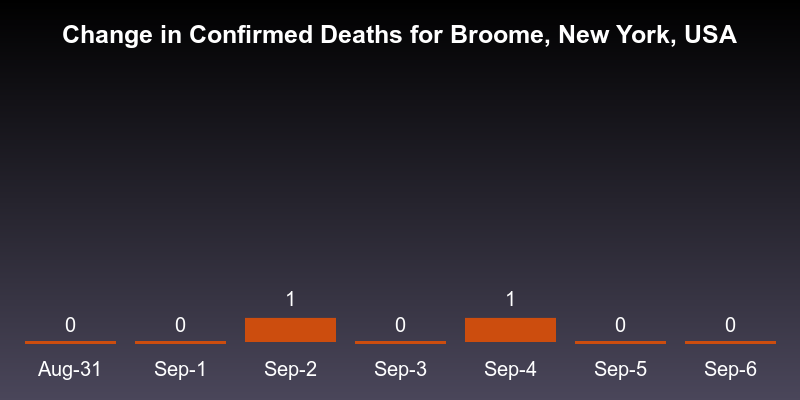 Change in Confirmed Deaths for Broome, New York, USA
1 1
0 0 0 0 0
Aug-31 Sep-1 Sep-2 Sep-3 Sep-4 Sep-5 Sep-6